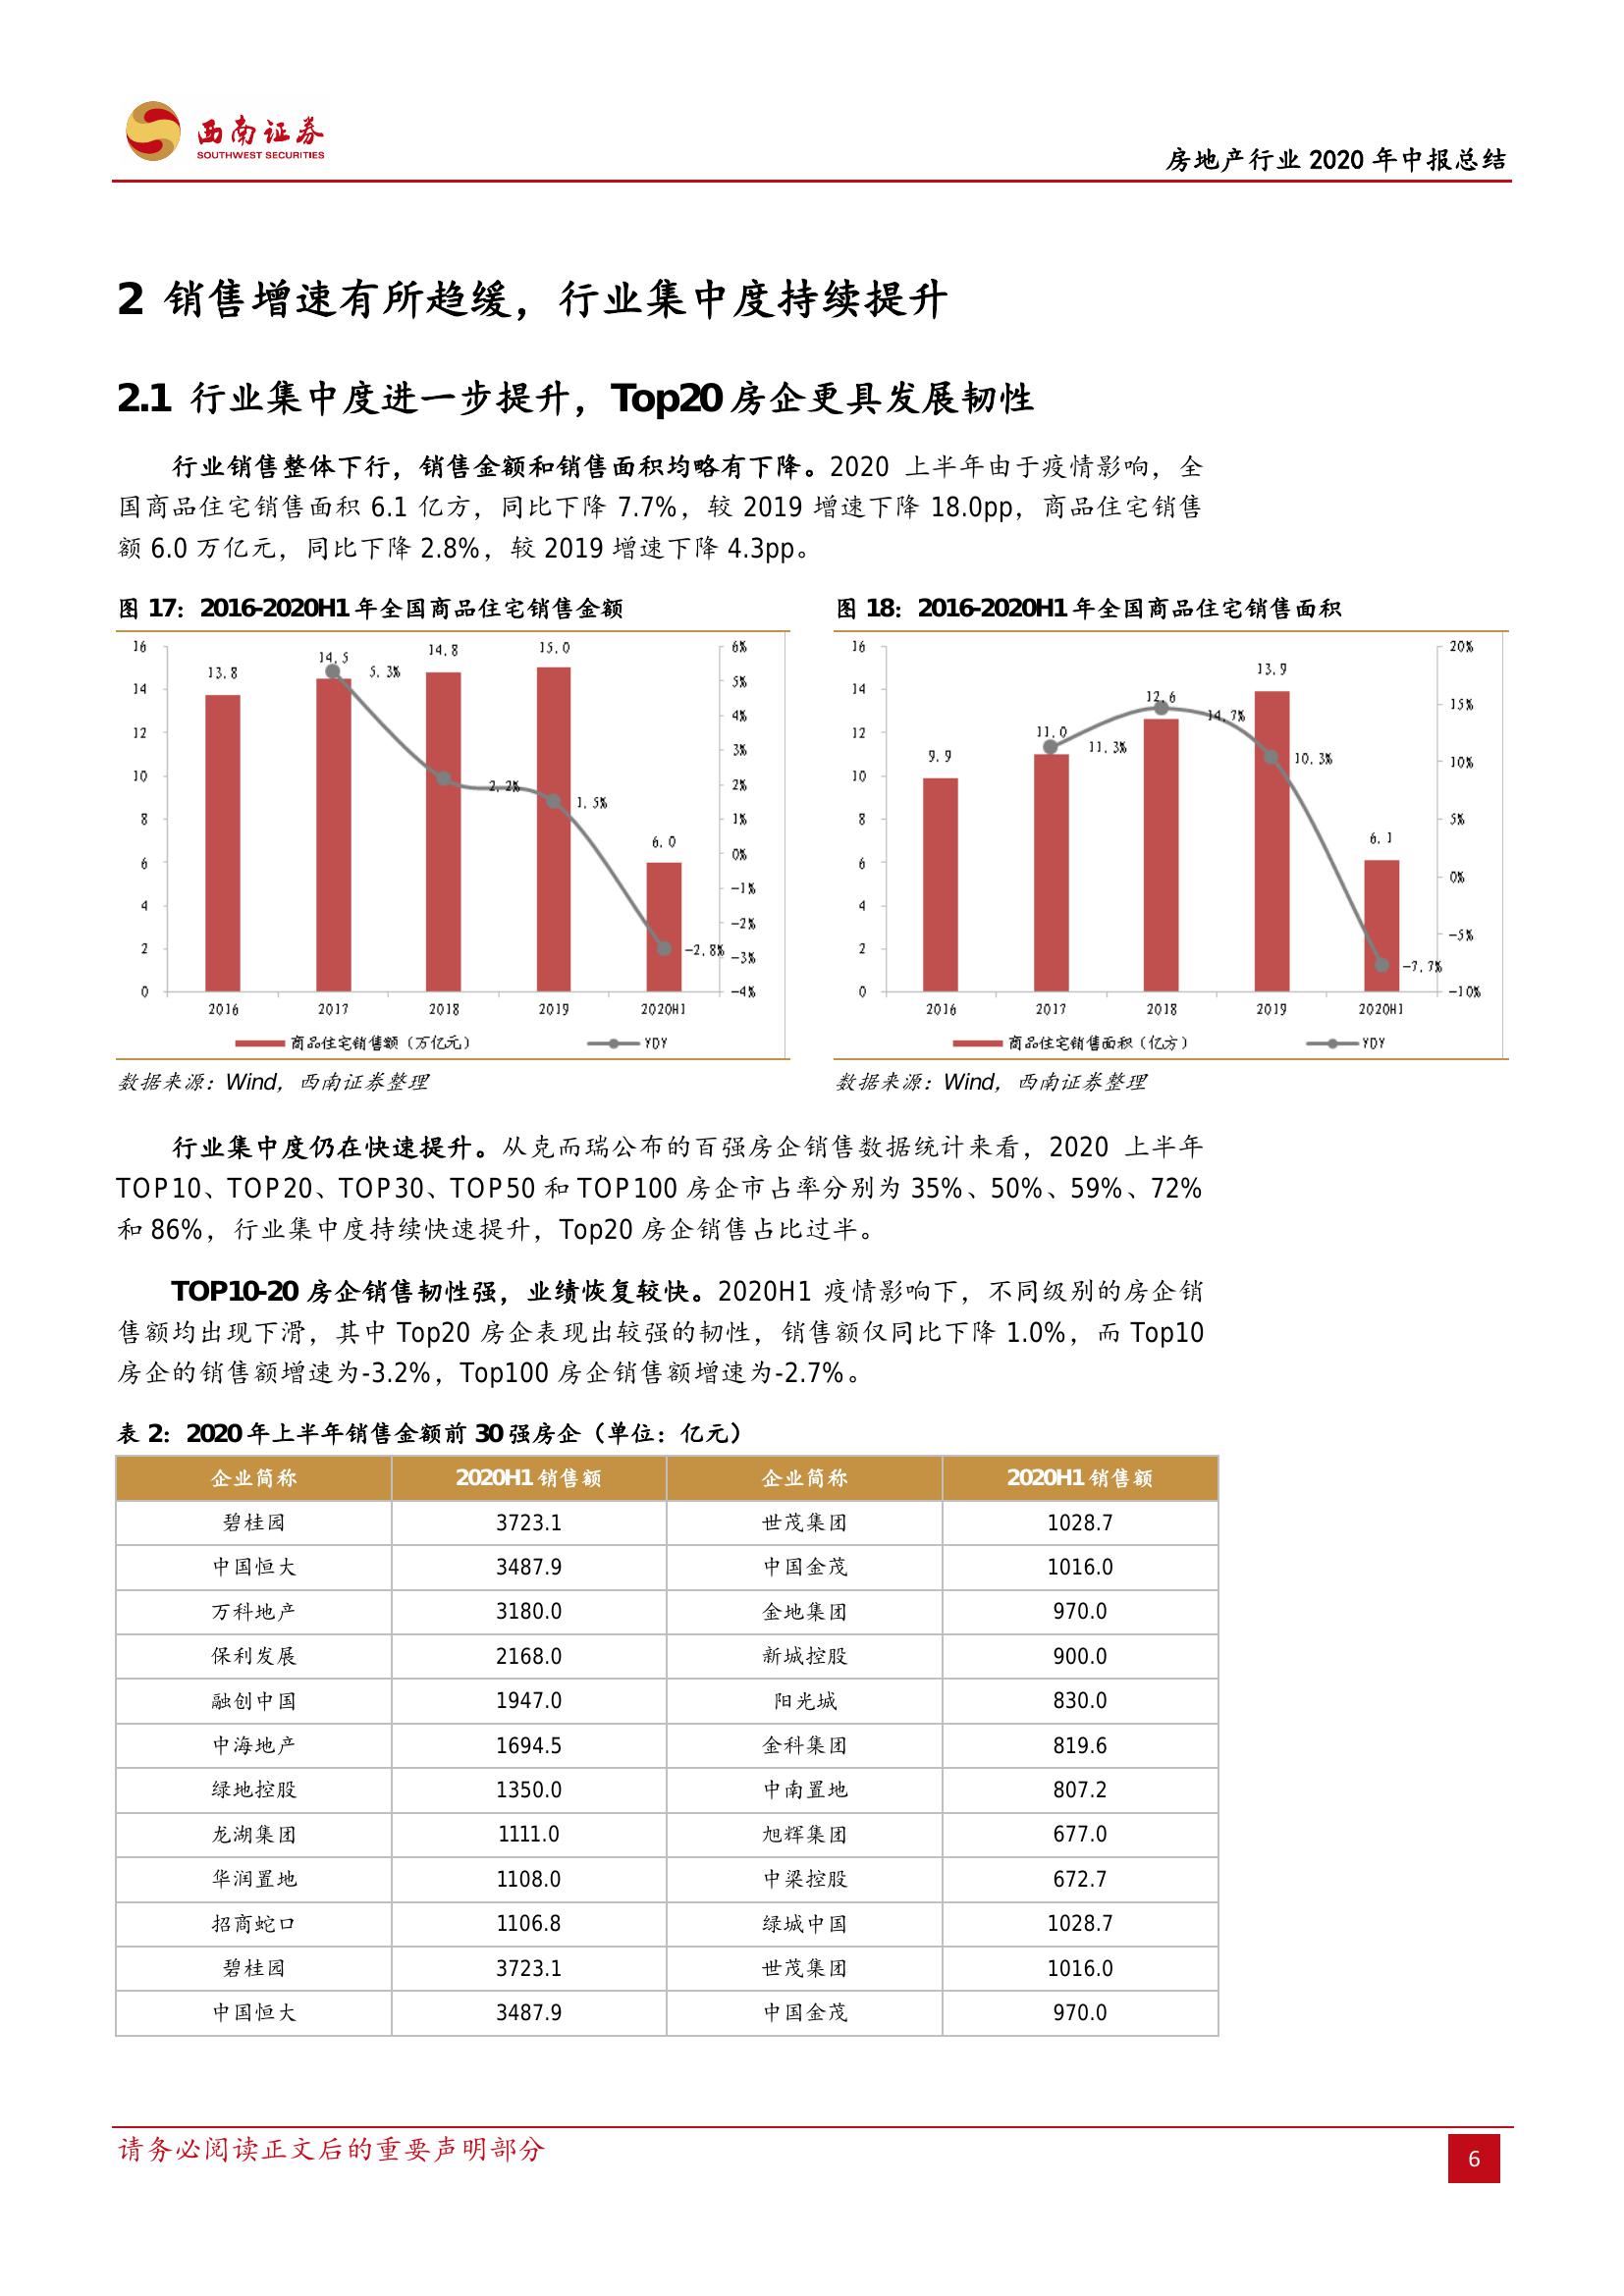 西南证券
SOUTHWEST SECURITIES
房地产行业 2020 年中报总结
2 销售增速有所趋缓，行业集中度持续提升
2.1 行业集中度进一步提升，Top20 房企更具发展韧性
行业销售整体下行，销售金额和销售面积均略有下降。2020 上半年由于疫情影响，全
国商品住宅销售面积 6.1 亿方，同比下降 7.7%，较 2019 增速下降 18.0pp，商品住宅销售
额 6.0 万亿元，同比下降 2.8%，较 2019 增速下降 4.3pp。
图 17：2016-2020H1 年全国商品住宅销售金额
16
14
12
10
8
6
4
2
0
13.8
14.5
14.8
15.0
6.0
5.3%
2.2%
1.5%
-2.8%
6%
5%
4%
3%
2%
1%
0%
-1%
-2%
-3%
-4%
2016 2017 2018 2019 2020H1
商品住宅销售额（万亿元） YOY
数据来源：Wind，西南证券整理
图 18：2016-2020H1 年全国商品住宅销售面积
16
14
12
10
8
6
4
2
0
9.9
11.0
12.6
13.9
6.1
11.3%
14.7%
10.3%
-7.7%
20%
15%
10%
5%
0%
-5%
-10%
2016 2017 2018 2019 2020H1
商品住宅销售面积（亿方） YOY
数据来源：Wind，西南证券整理
行业集中度仍在快速提升。从克而瑞公布的百强房企销售数据统计来看，2020 上半年
TOP10、TOP20、TOP30、TOP50 和 TOP100 房企市占率分别为 35%、50%、59%、72%
和 86%，行业集中度持续快速提升，Top20 房企销售占比过半。
TOP10-20 房企销售韧性强，业绩恢复较快。2020H1 疫情影响下，不同级别的房企销
售额均出现下滑，其中 Top20 房企表现出较强的韧性，销售额仅同比下降 1.0%，而 Top10
房企的销售额增速为-3.2%，Top100 房企销售额增速为-2.7%。
表 2：2020 年上半年销售金额前 30 强房企（单位：亿元）
企业简称 2020H1 销售额 企业简称 2020H1 销售额
碧桂园 3723.1 世茂集团 1028.7
中国恒大 3487.9 中国金茂 1016.0
万科地产 3180.0 金地集团 970.0
保利发展 2168.0 新城控股 900.0
融创中国 1947.0 阳光城 830.0
中海地产 1694.5 金科集团 819.6
绿地控股 1350.0 中南置地 807.2
龙湖集团 1111.0 旭辉集团 677.0
华润置地 1108.0 中梁控股 672.7
招商蛇口 1106.8 绿城中国 1028.7
碧桂园 3723.1 世茂集团 1016.0
中国恒大 3487.9 中国金茂 970.0
请务必阅读正文后的重要声明部分
6